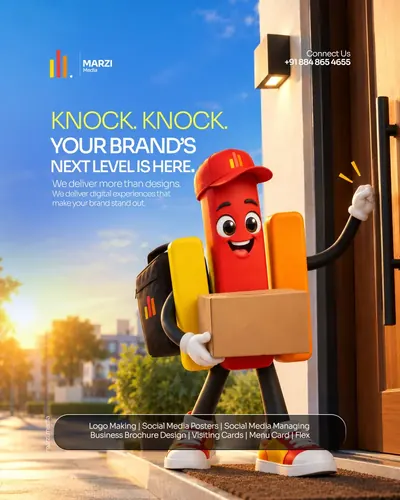 MARZI
Media
Connect Us
+91 884 865 4655
KNOCK. KNOCK.
YOUR BRAND'S
NEXT LEVEL IS HERE.
We deliver more than designs.
We deliver digital experiences that
make your brand stand out.
Logo Making | Social Media Posters | Social Media Managing
Business Brochure Design | Visiting Cards | Menu Card | Flex